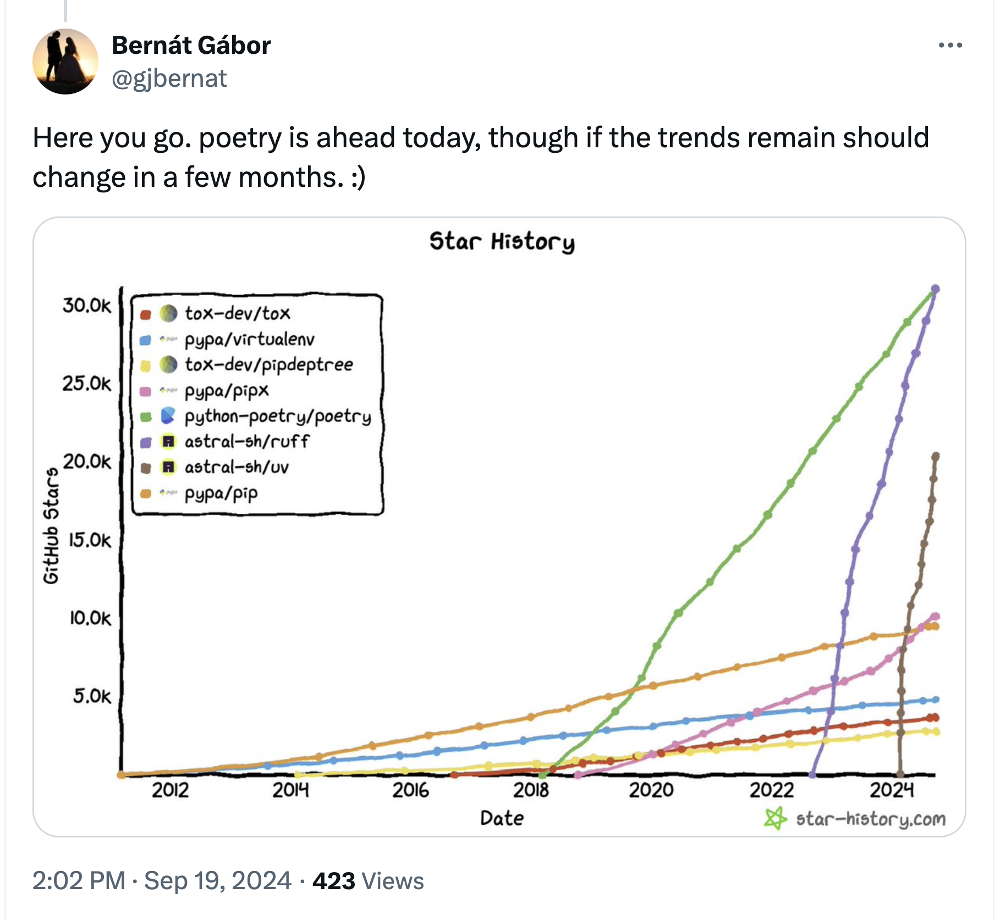 Bernát Gábor
@gjbernat
Here you go. poetry is ahead today, though if the trends remain should
change in a few months. :)
Star History
30.0K
25.0K
20.0K
15.0K
10.0K
5.0K
GitHub Stars
tox-dev/tox
pypa/virtualenv
tox-dev/pipdeptree
pypa/pipx
python-poetry/poetry
astral-sh/ruff
astral-sh/uv
pypa/pip
2012 2014 2016 2018 2020 2022 2024
Date
star-history.com
2:02 PM · Sep 19, 2024 · 423 Views